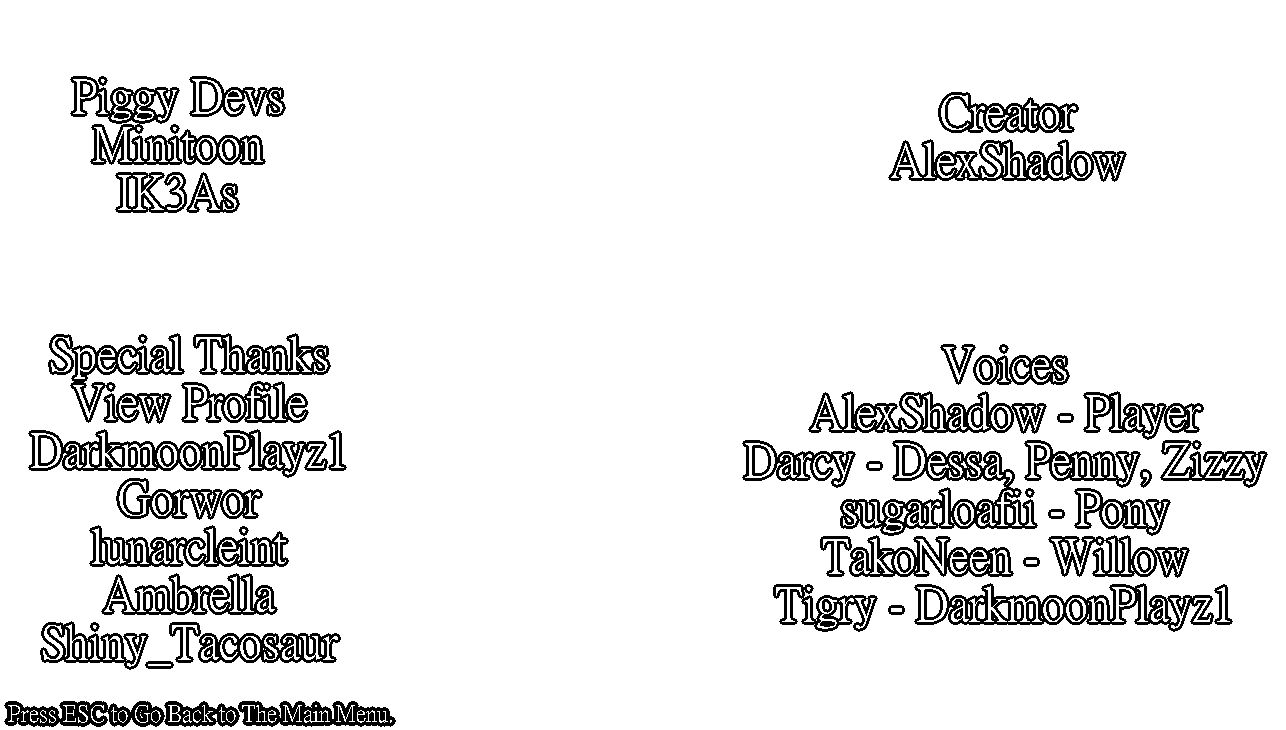 Piggy Devs
Minitoon
IK3As
Creator
AlexShadow
Special Thanks
View Profile
DarkmoonPlayz1
Gorwor
lunarcleint
Ambrella
Shiny_Tacosaur
Voices
AlexShadow - Player
Darcy - Dessa, Penny, Zizzy
sugarloafii - Pony
TakoNeen - Willow
Tigry - DarkmoonPlayz1
Press ESC to Go Back to The Main Menu.